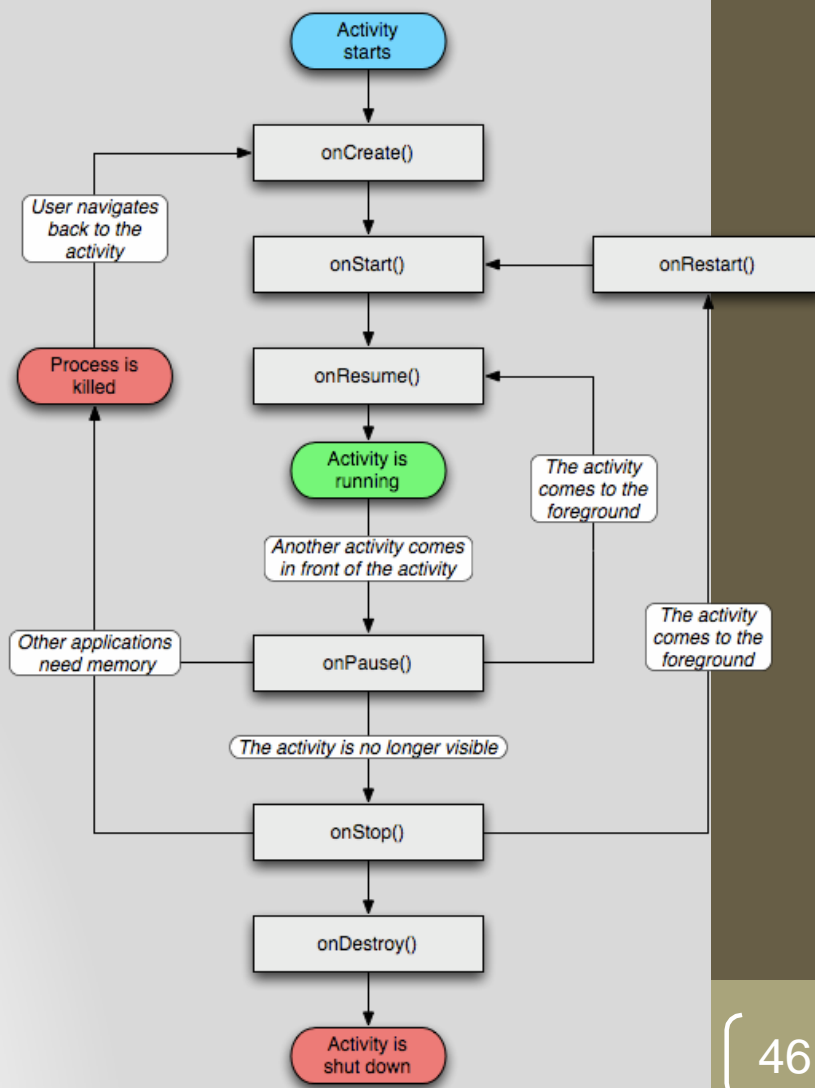 Activity
starts
onCreate()
User navigates
back to the
activity
onStart()
onRestart()
Process is
killed
onResume()
Activity is
running
The activity
comes to the
foreground
Another activity comes
in front of the activity
The activity
comes to the
foreground
Other applications
need memory
onPause()
The activity is no longer visible
onStop()
onDestroy()
Activity is
shut down
46